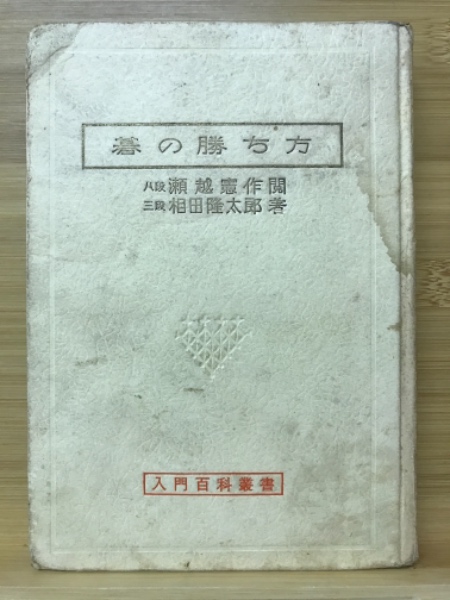 碁の勝ち方
八段 瀬越憲作閲
三段 相田隆太郎著
入門百科叢書